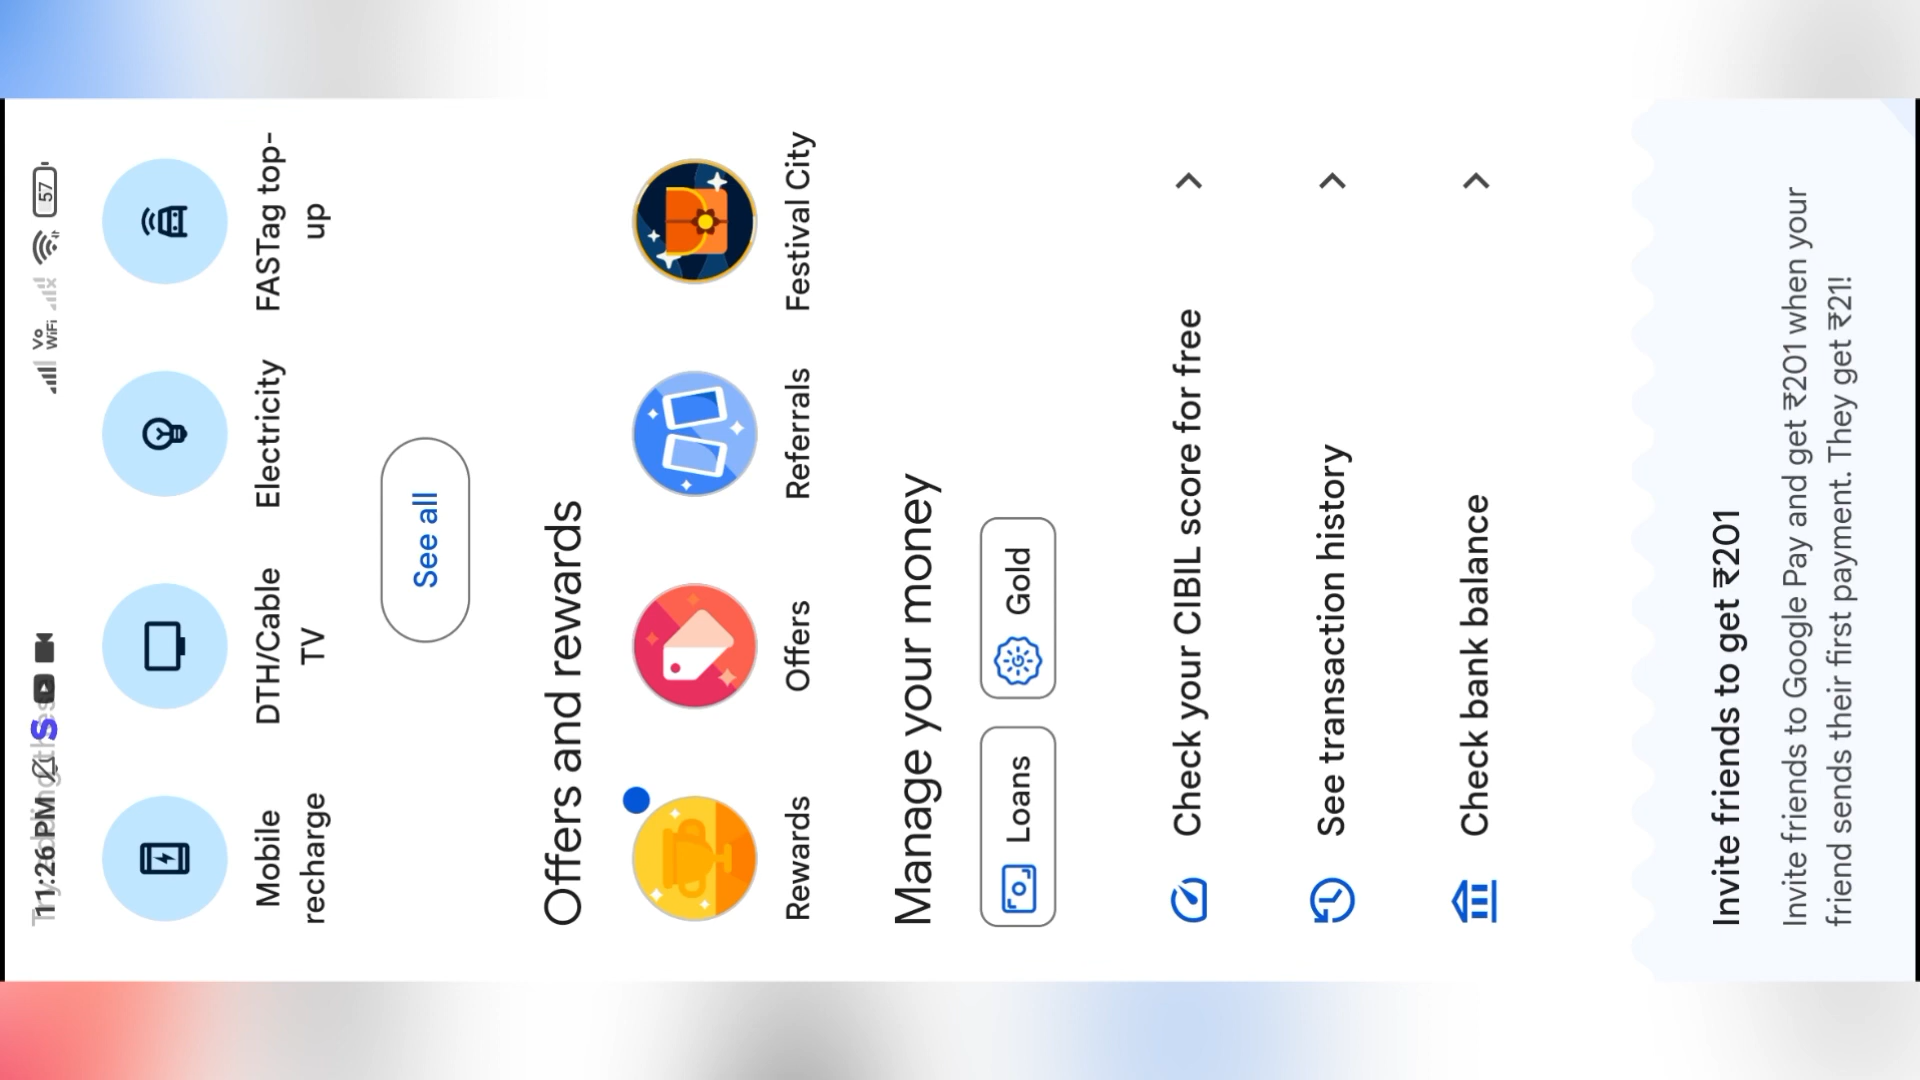 11:26 PM
Vo
WiFi
57
Mobile
recharge
DTH/Cable
TV
Electricity
FASTag top-
up
See all
Offers and rewards
Rewards
Offers
Referrals
Festival City
Manage your money
Loans
Gold
Check your CIBIL score for free
See transaction history
Check bank balance
Invite friends to get ₹201
Invite friends to Google Pay and get ₹201 when your
friend sends their first payment. They get ₹21!